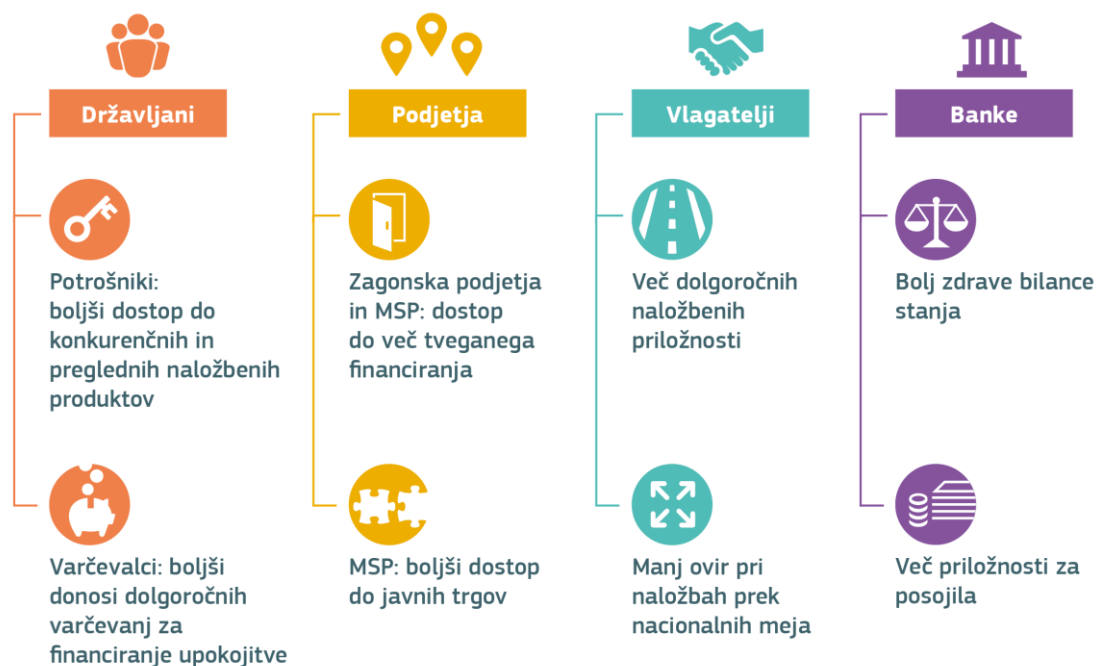 Državljani
Potrošniki:
boljši dostop do
konkurenčnih in
preglednih naložbenih
produktov
Varčevalci: boljši
donosi dolgoročnih
varčevanj za
financiranje upokojitve
Podjetja
Zagonska podjetja
in MSP: dostop
do več tveganega
financiranja
MSP: boljši dostop
do javnih trgov
Vlagatelji
Več dolgoročnih
naložbenih
priložnosti
Manj ovir pri
naložbah prek
nacionalnih meja
Banke
Bolj zdrave bilance
stanja
Več priložnosti za
posojila